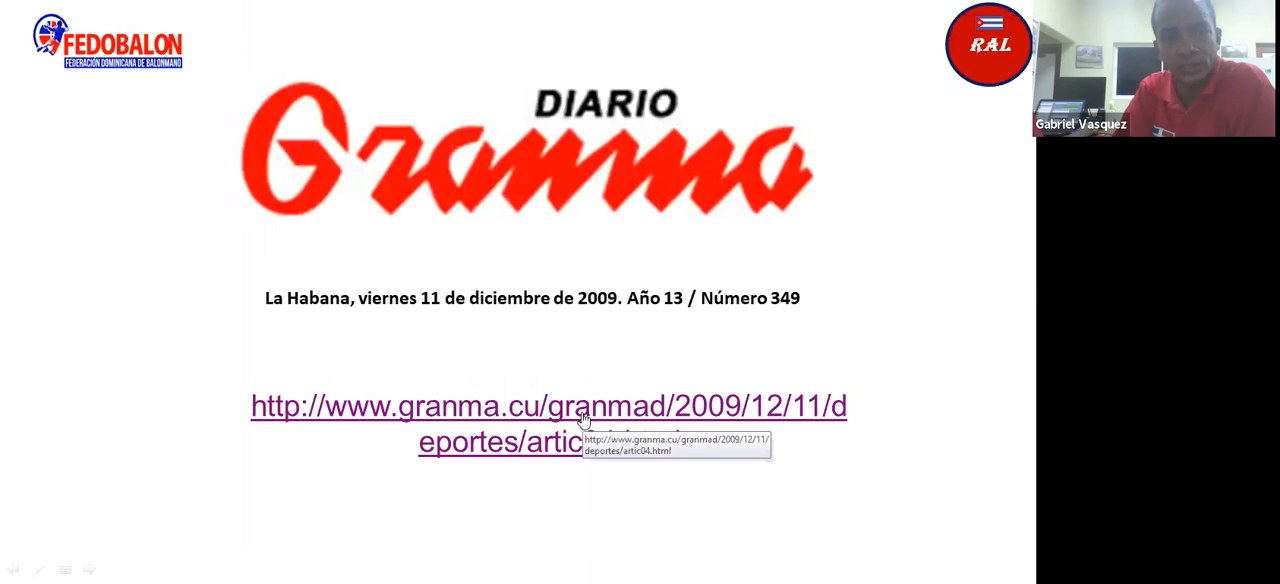 FEDOBALON
FEDERACIÓN DOMINICANA DE BALONMANO
RAL
Gabriel Vasquez
DIARIO
Granma
La Habana, viernes 11 de diciembre de 2009. Año 13 / Número 349
http://www.granma.cu/granmad/2009/12/11/d
eportes/artic
http://www.granma.cu/granmad/2009/12/11/
deportes/artic04.html